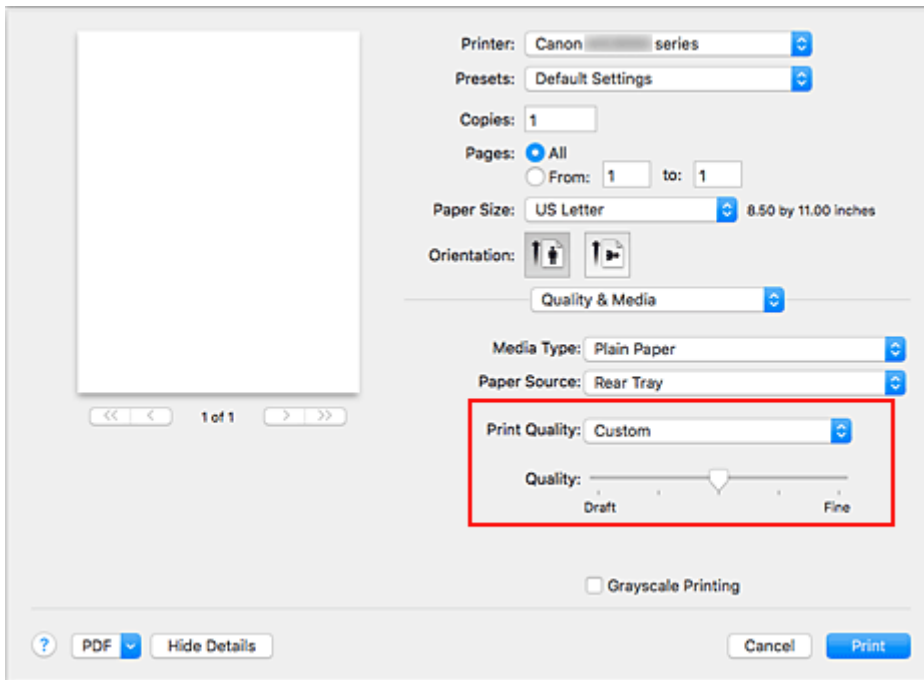 Printer: Canon series
Presets: Default Settings
Copies: 1
Pages: All
From: 1 to: 1
Paper Size: US Letter 8.50 by 11.00 inches
Orientation:
Quality & Media
Media Type: Plain Paper
Paper Source: Rear Tray
<< < 1 of 1 > >>
Print Quality: Custom
Quality:
Draft Fine
Grayscale Printing
? PDF Hide Details Cancel Print